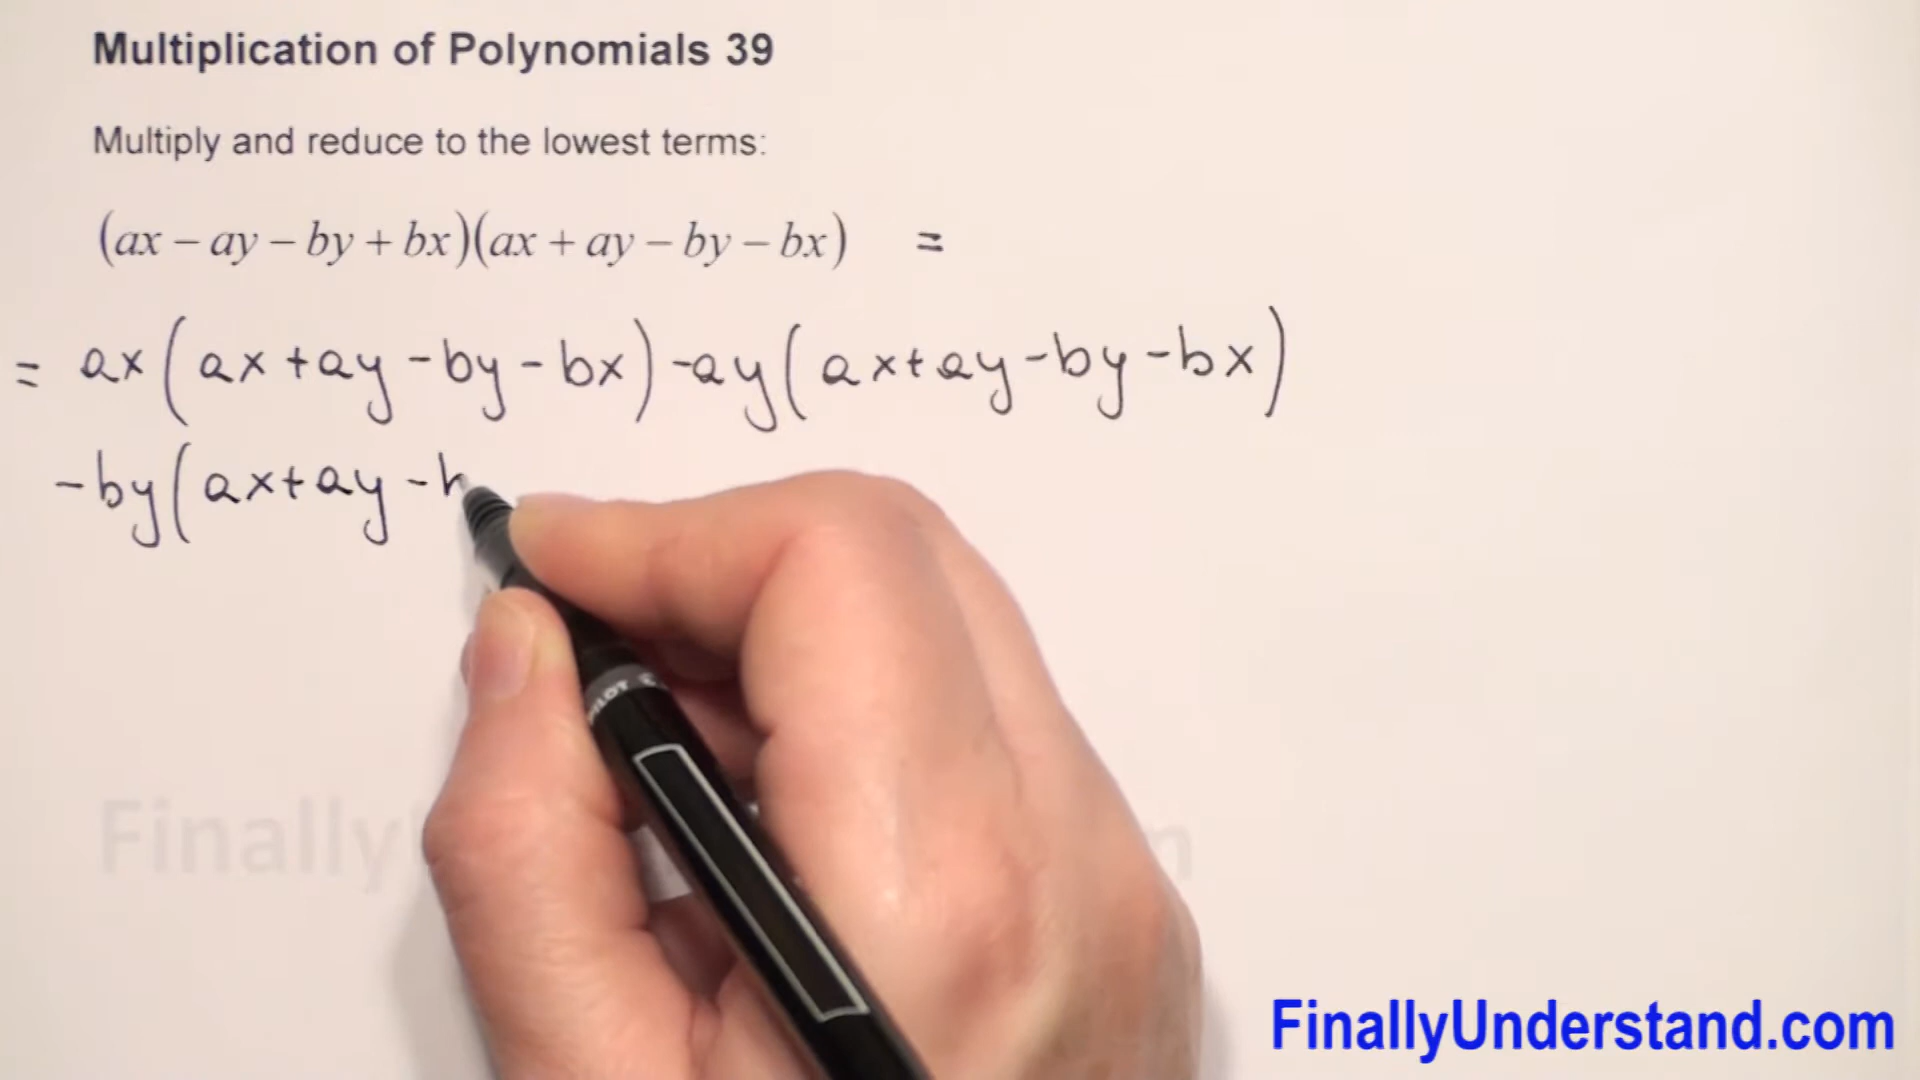 Multiplication of Polynomials 39
Multiply and reduce to the lowest terms:
(ax − ay − by + bx)(ax + ay − by − bx) =
= ax(ax + ay - by - bx) - ay(ax + ay - by - bx)
- by(ax + ay -
PILOT
FinallyUnderstand.com